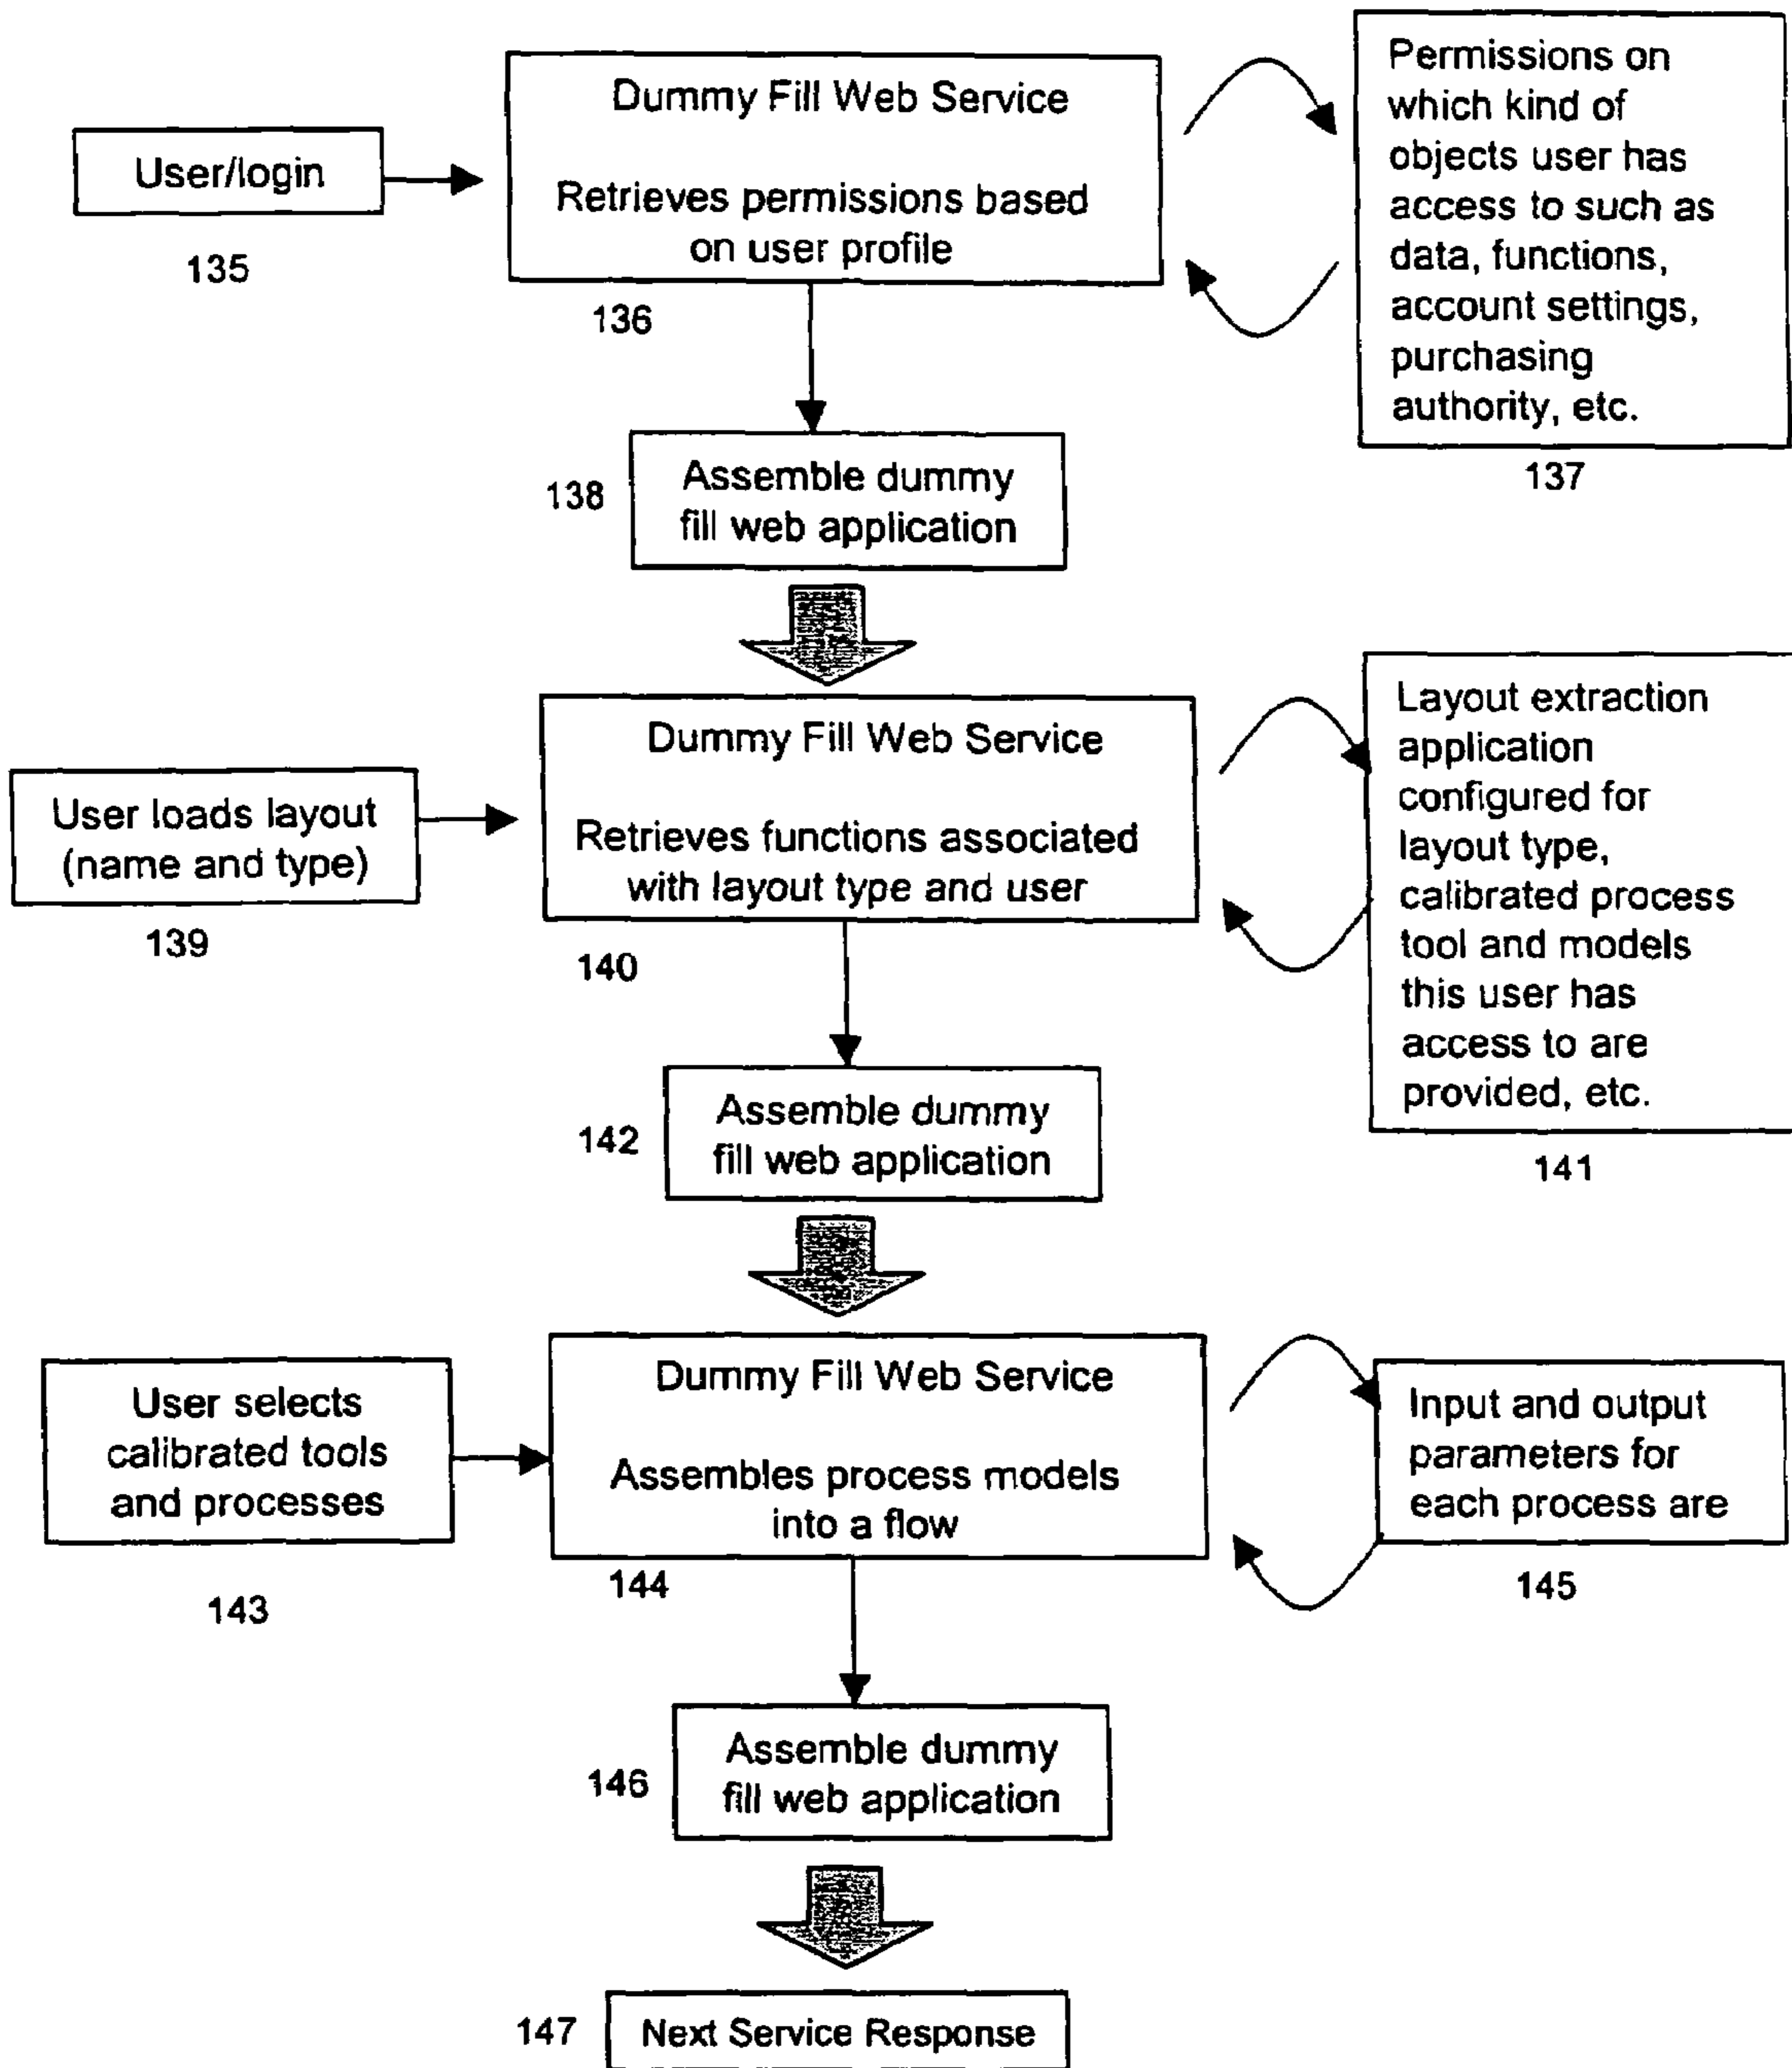 User/login
135
Dummy Fill Web Service
Retrieves permissions based
on user profile
136
Permissions on
which kind of
objects user has
access to such as
data, functions,
account settings,
purchasing
authority, etc.
137
138
Assemble dummy
fill web application
User loads layout
(name and type)
139
Dummy Fill Web Service
Retrieves functions associated
with layout type and user
140
Layout extraction
application
configured for
layout type,
calibrated process
tool and models
this user has
access to are
provided, etc.
141
142
Assemble dummy
fill web application
User selects
calibrated tools
and processes
143
Dummy Fill Web Service
Assembles process models
into a flow
144
Input and output
parameters for
each process are
145
146
Assemble dummy
fill web application
147
Next Service Response